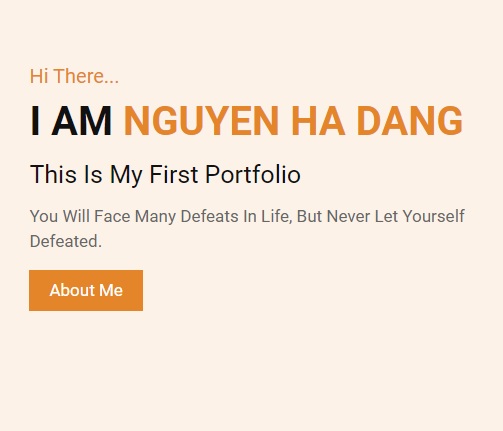 Hi There...
I AM NGUYEN HA DANG
This Is My First Portfolio
You Will Face Many Defeats In Life, But Never Let Yourself
Defeated.
About Me